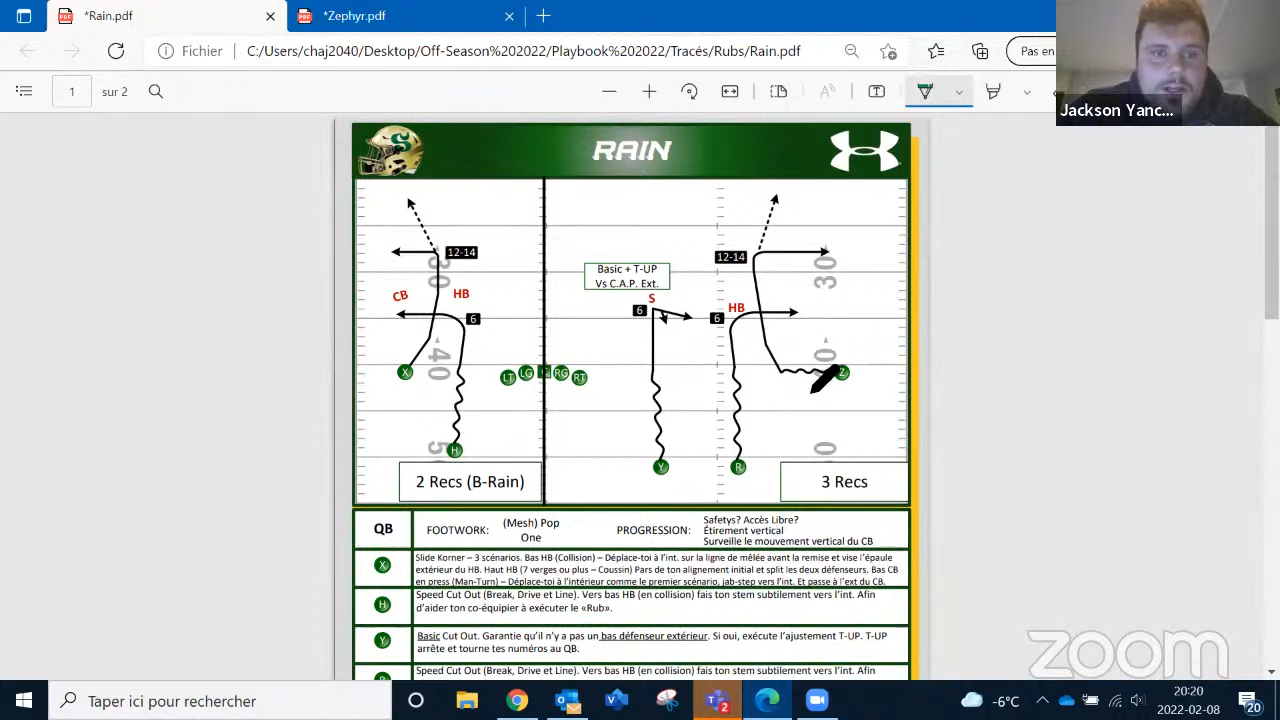 *Rain.pdf
*Zephyr.pdf
Fichier
C:/Users/chaj2040/Desktop/Off-Season%202022/Playbook%202022/Tracés/Rubs/Rain.pdf
Pas en
1
sur 2
Jackson Yanc...
RAIN
12-14
12-14
30
30
Basic + T-UP
Vs C.A.P. Ext.
CB
HB
S
HB
6
6
6
40
X
LT
LG
RG
RT
Z
H
Y
R
2 Recs (B-Rain)
3 Recs
QB
FOOTWORK:
(Mesh) Pop
One
PROGRESSION:
Safetys? Accès Libre?
Étirement vertical
Surveille le mouvement vertical du CB
X
Slide Korner – 3 scénarios. Bas HB (Collision) – Déplace-toi à l'int. sur la ligne de mêlée avant la remise et vise l'épaule
extérieur du HB. Haut HB (7 verges ou plus – Coussin) Pars de ton alignement initial et split les deux défenseurs. Bas CB
en press (Man-Turn) – Déplace-toi à l'intérieur comme le premier scénario, jab-step vers l'int. Et passe à l'ext du CB.
H
Speed Cut Out (Break, Drive et Line). Vers bas HB (en collision) fais ton stem subtilement vers l'int. Afin
d'aider ton co-équipier à exécuter le «Rub».
Y
Basic Cut Out. Garantie qu'il n'y a pas un bas défenseur extérieur. Si oui, exécute l'ajustement T-UP. T-UP
arrête et tourne tes numéros au QB.
Speed Cut Out (Break, Drive et Line). Vers bas HB (en collision) fais ton stem subtilement vers l'int. Afin
zoom
Taper ici pour rechercher
2
-6°C
20:20
2022-02-08
20